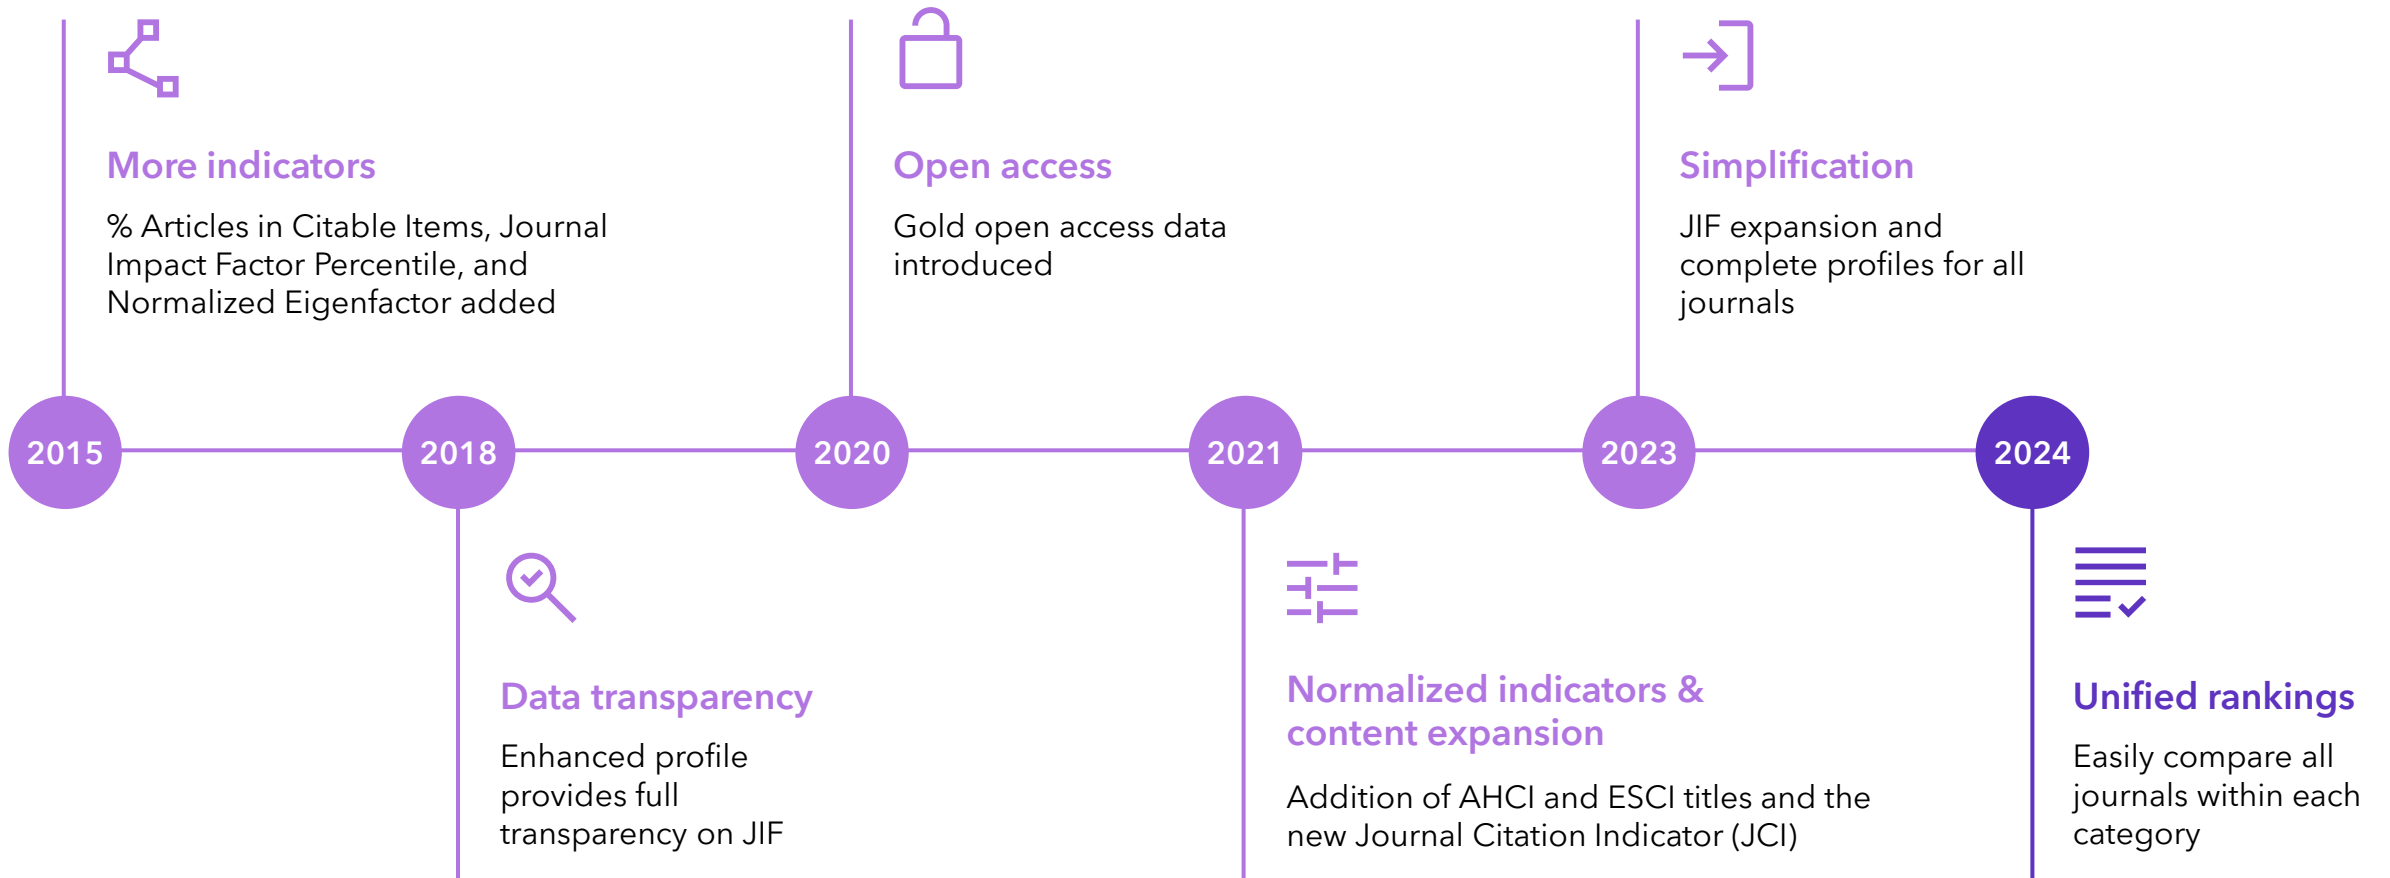 More indicators
% Articles in Citable Items, Journal
Impact Factor Percentile, and
Normalized Eigenfactor added
Open access
Gold open access data
introduced
Simplification
JIF expansion and
complete profiles for all
journals
2015
2018
2020
2021
2023
2024
Data transparency
Enhanced profile
provides full
transparency on JIF
Normalized indicators &
content expansion
Addition of AHCI and ESCI titles and the
new Journal Citation Indicator (JCI)
Unified rankings
Easily compare all
journals within each
category